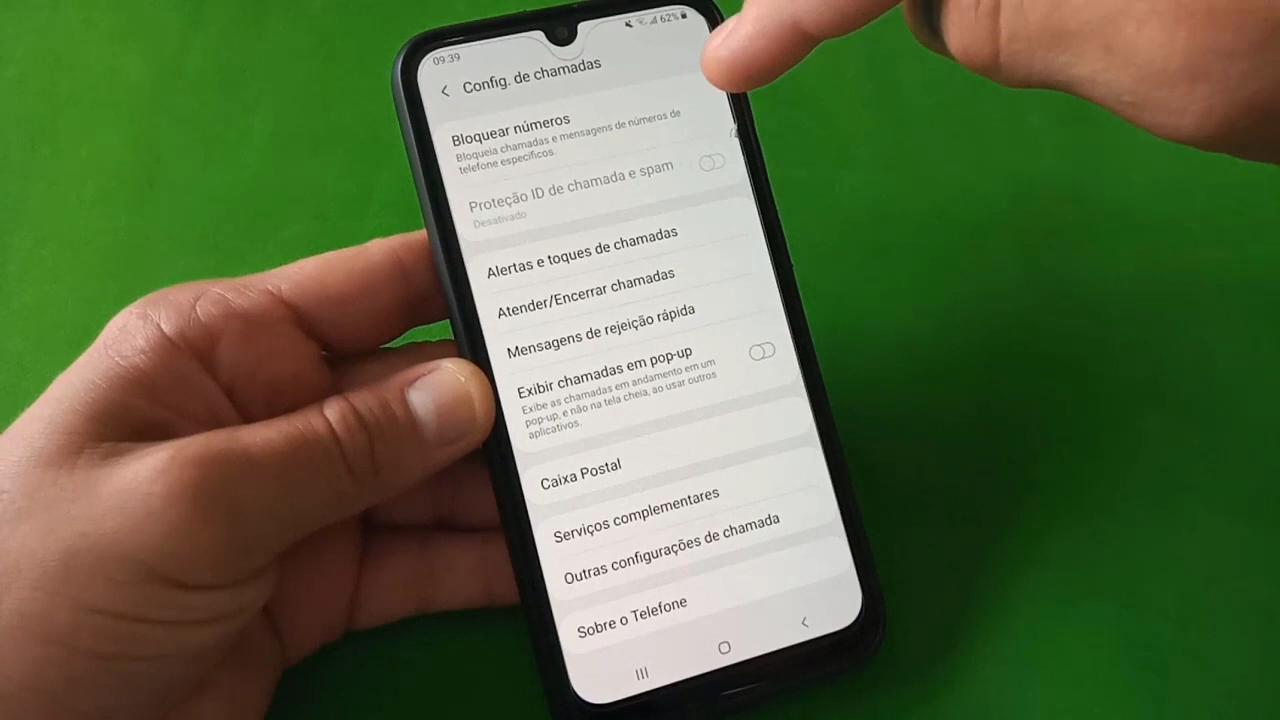 09:39
62%
Config. de chamadas
Bloquear números
Bloqueia chamadas e mensagens de números de
telefone específicos.
Proteção ID de chamada e spam
Desativado
Alertas e toques de chamadas
Atender/Encerrar chamadas
Mensagens de rejeição rápida
Exibir chamadas em pop-up
Exibe as chamadas em andamento em um
pop-up, e não na tela cheia, ao usar outros
aplicativos.
Caixa Postal
Serviços complementares
Outras configurações de chamada
Sobre o Telefone